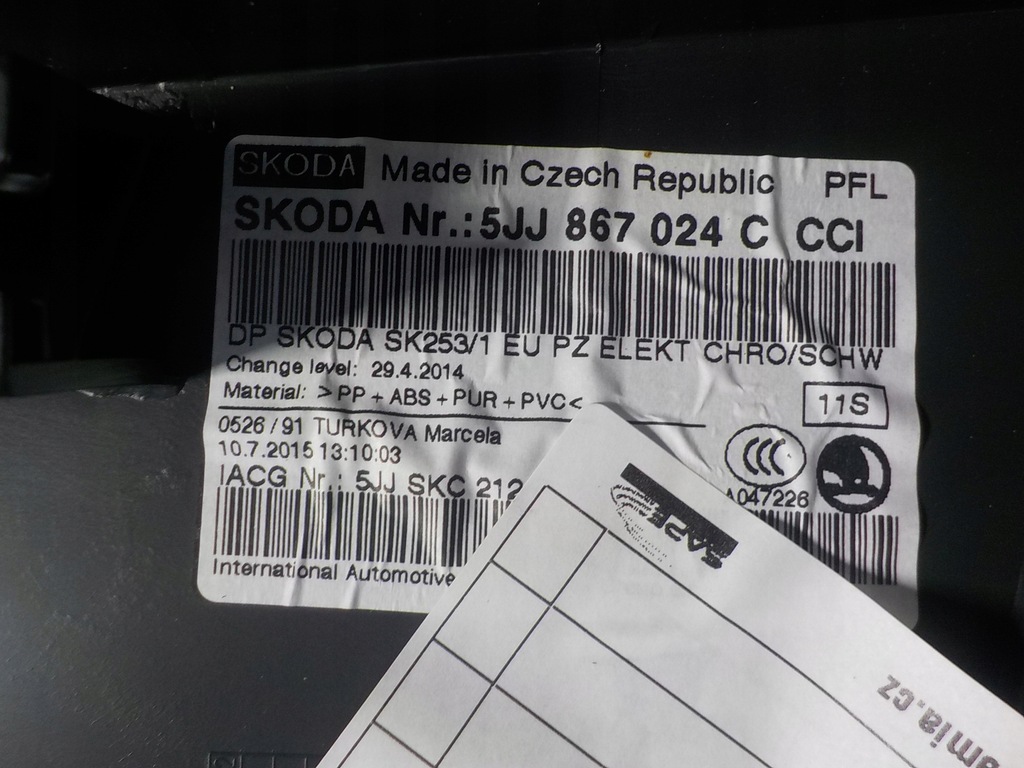 SKODA Made in Czech Republic PFL
SKODA Nr.: 5JJ 867 024 C CCI
DP SKODA SK253/1 EU PZ ELEKT CHRO/SCHW
Change level: 29.4.2014
Material: >PP + ABS + PUR + PVC<
11S
0526 / 91 TURKOVA Marcela
10.7.2015 13:10:03
IACG Nr.: 5JJ SKC 212
A047226
International Automotive
amia.cz